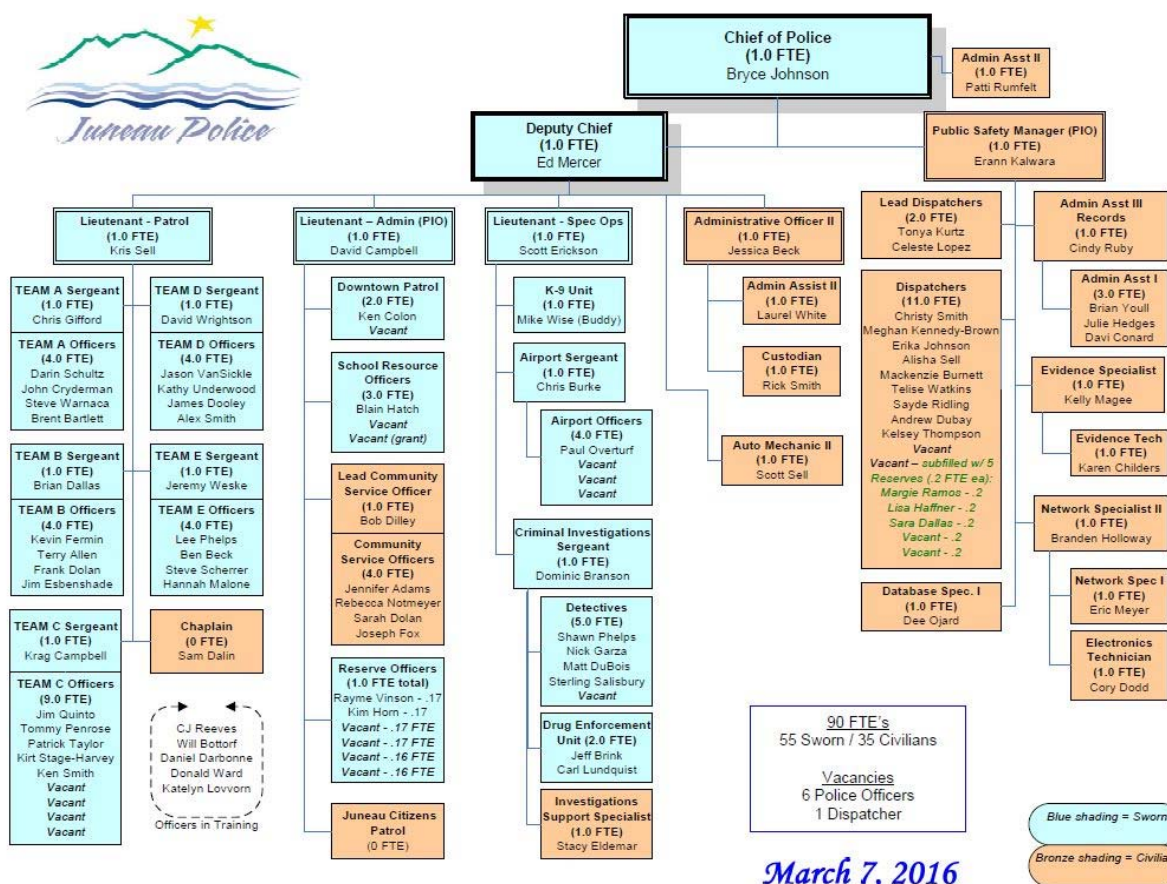 Juneau Police
Chief of Police
(1.0 FTE)
Bryce Johnson
Admin Asst II
(1.0 FTE)
Patti Rumfelt
Deputy Chief
(1.0 FTE)
Ed Mercer
Public Safety Manager (PIO)
(1.0 FTE)
Erann Kalwara
Lieutenant - Patrol
(1.0 FTE)
Kris Sell
TEAM A Sergeant
(1.0 FTE)
Chris Gifford
TEAM A Officers
(4.0 FTE)
Darin Schultz
John Cryderman
Steve Warnaca
Brent Bartlett
TEAM D Sergeant
(1.0 FTE)
David Wrightson
TEAM D Officers
(4.0 FTE)
Jason VanSickle
Kathy Underwood
James Dooley
Alex Smith
TEAM B Sergeant
(1.0 FTE)
Brian Dallas
TEAM B Officers
(4.0 FTE)
Kevin Fermin
Terry Allen
Frank Dolan
Jim Esbenshade
TEAM E Sergeant
(1.0 FTE)
Jeremy Weske
TEAM E Officers
(4.0 FTE)
Lee Phelps
Ben Beck
Steve Scherrer
Hannah Malone
TEAM C Sergeant
(1.0 FTE)
Krag Campbell
TEAM C Officers
(9.0 FTE)
Jim Quinto
Tommy Penrose
Patrick Taylor
Kirt Stage-Harvey
Ken Smith
Vacant
Vacant
Vacant
Vacant
Chaplain
(0 FTE)
Sam Dalin
CJ Reeves
Will Bottorf
Daniel Darbonne
Donald Ward
Katelyn Lovvorn
Officers in Training
Lieutenant – Admin (PIO)
(1.0 FTE)
David Campbell
Downtown Patrol
(2.0 FTE)
Ken Colon
Vacant
School Resource
Officers
(3.0 FTE)
Blain Hatch
Vacant
Vacant (grant)
Lead Community
Service Officer
(1.0 FTE)
Bob Dilley
Community
Service Officers
(4.0 FTE)
Jennifer Adams
Rebecca Notmeyer
Sarah Dolan
Joseph Fox
Reserve Officers
(1.0 FTE total)
Rayme Vinson - .17
Kim Horn - .17
Vacant - .17 FTE
Vacant - .17 FTE
Vacant - .16 FTE
Vacant - .16 FTE
Juneau Citizens
Patrol
(0 FTE)
Lieutenant - Spec Ops
(1.0 FTE)
Scott Erickson
K-9 Unit
(1.0 FTE)
Mike Wise (Buddy)
Airport Sergeant
(1.0 FTE)
Chris Burke
Airport Officers
(4.0 FTE)
Paul Overturf
Vacant
Vacant
Vacant
Criminal Investigations
Sergeant
(1.0 FTE)
Dominic Branson
Detectives
(5.0 FTE)
Shawn Phelps
Nick Garza
Matt DuBois
Sterling Salisbury
Vacant
Drug Enforcement
Unit (2.0 FTE)
Jeff Brink
Carl Lundquist
Investigations
Support Specialist
(1.0 FTE)
Stacy Eldemar
Administrative Officer II
(1.0 FTE)
Jessica Beck
Admin Assist II
(1.0 FTE)
Laurel White
Custodian
(1.0 FTE)
Rick Smith
Auto Mechanic II
(1.0 FTE)
Scott Sell
Lead Dispatchers
(2.0 FTE)
Tonya Kurtz
Celeste Lopez
Dispatchers
(11.0 FTE)
Christy Smith
Meghan Kennedy-Brown
Erika Johnson
Alisha Sell
Mackenzie Burnett
Telise Watkins
Sayde Ridling
Andrew Dubay
Kelsey Thompson
Vacant
Vacant – subfilled w/ 5
Reserves (.2 FTE ea):
Margie Ramos - .2
Lisa Haffner - .2
Sara Dallas - .2
Vacant - .2
Vacant - .2
Database Spec. I
(1.0 FTE)
Dee Ojard
Admin Asst III
Records
(1.0 FTE)
Cindy Ruby
Admin Asst I
(3.0 FTE)
Brian Youll
Julie Hedges
Davi Conard
Evidence Specialist
(1.0 FTE)
Kelly Magee
Evidence Tech
(1.0 FTE)
Karen Childers
Network Specialist II
(1.0 FTE)
Branden Holloway
Network Spec I
(1.0 FTE)
Eric Meyer
Electronics
Technician
(1.0 FTE)
Cory Dodd
90 FTE's
55 Sworn / 35 Civilians
Vacancies
6 Police Officers
1 Dispatcher
March 7, 2016
Blue shading = Sworn
Bronze shading = Civilia